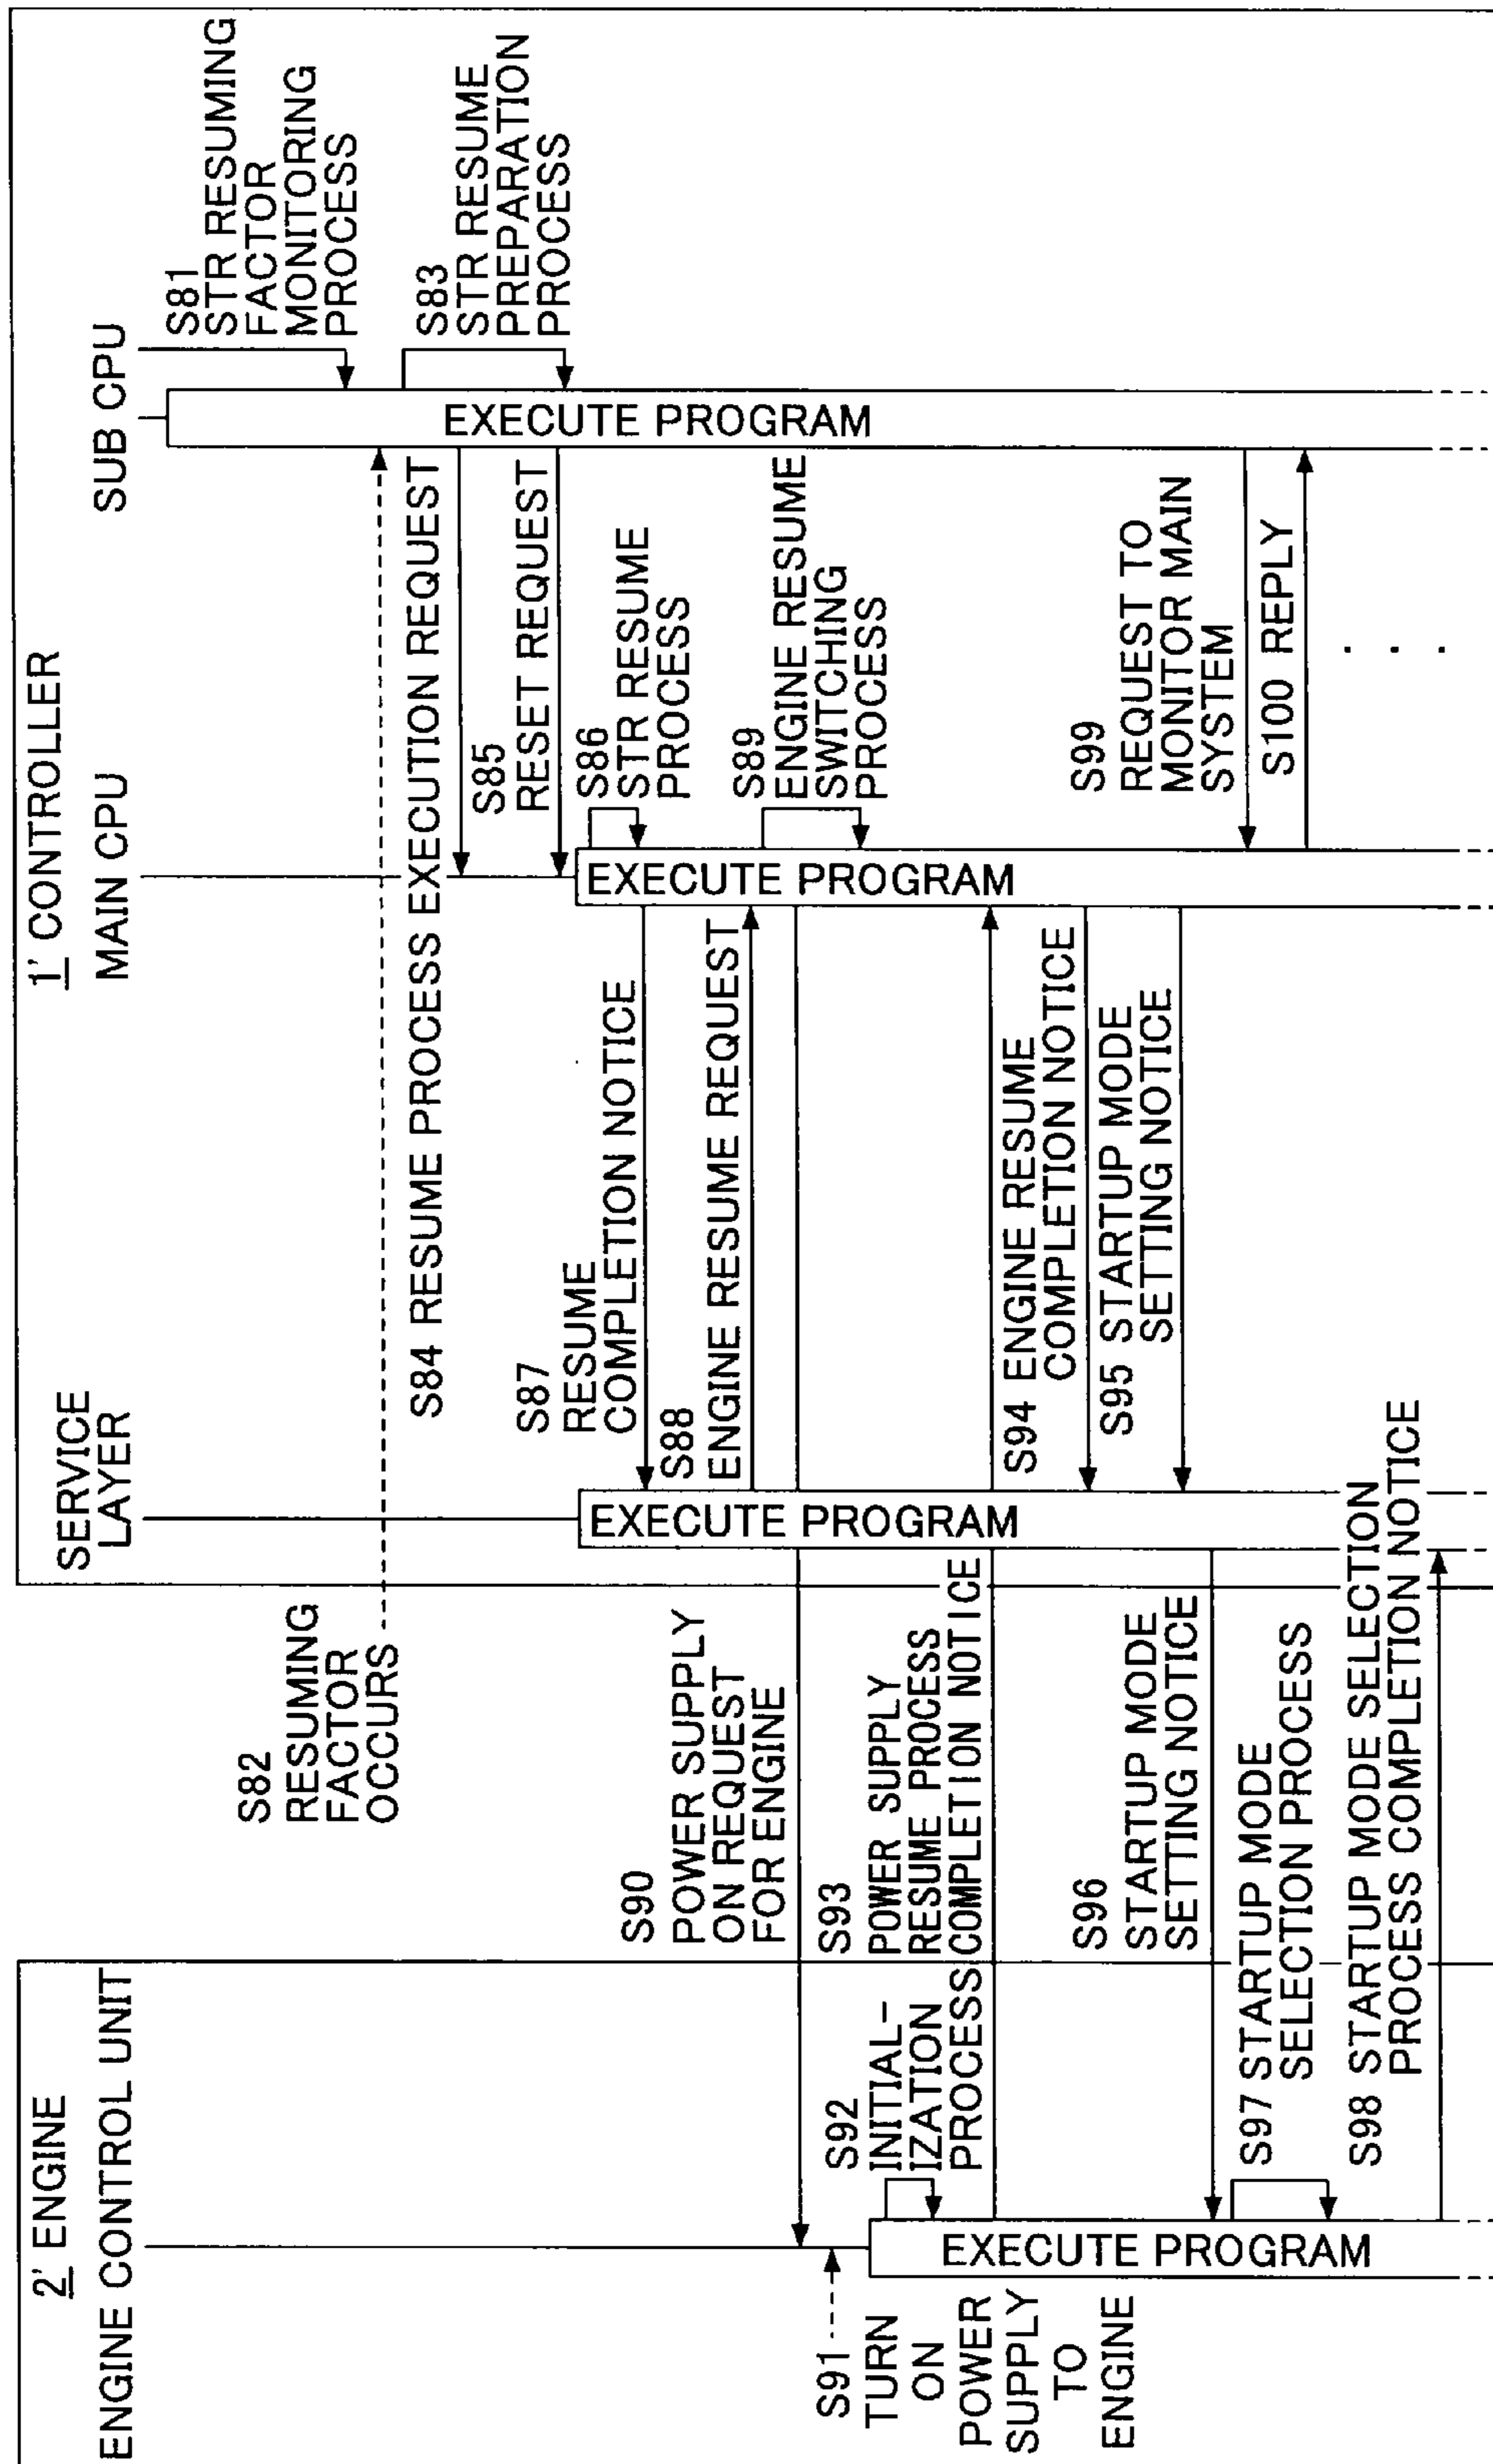 2' ENGINE
ENGINE CONTROL UNIT
1' CONTROLLER
SERVICE
LAYER
MAIN CPU
SUB CPU
S81
STR RESUMING
FACTOR
MONITORING
PROCESS
S82
RESUMING
FACTOR
OCCURS
S83
STR RESUME
PREPARATION
PROCESS
EXECUTE PROGRAM
S84 RESUME PROCESS EXECUTION REQUEST
S85
RESET REQUEST
S86
STR RESUME
PROCESS
EXECUTE PROGRAM
S87
RESUME
COMPLETION NOTICE
S88
ENGINE RESUME REQUEST
EXECUTE PROGRAM
S89
ENGINE RESUME
SWITCHING
PROCESS
S90
POWER SUPPLY
ON REQUEST
FOR ENGINE
S91
TURN
ON
POWER
SUPPLY
TO
ENGINE
S92
INITIAL-
IZATION
PROCESS
EXECUTE PROGRAM
S93
POWER SUPPLY
RESUME PROCESS
COMPLETION NOTICE
S94 ENGINE RESUME
COMPLETION NOTICE
S95 STARTUP MODE
SETTING NOTICE
S96
STARTUP MODE
SETTING NOTICE
S97 STARTUP MODE
SELECTION PROCESS
S98 STARTUP MODE SELECTION
PROCESS COMPLETION NOTICE
S99
REQUEST TO
MONITOR MAIN
SYSTEM
S100 REPLY
. . .